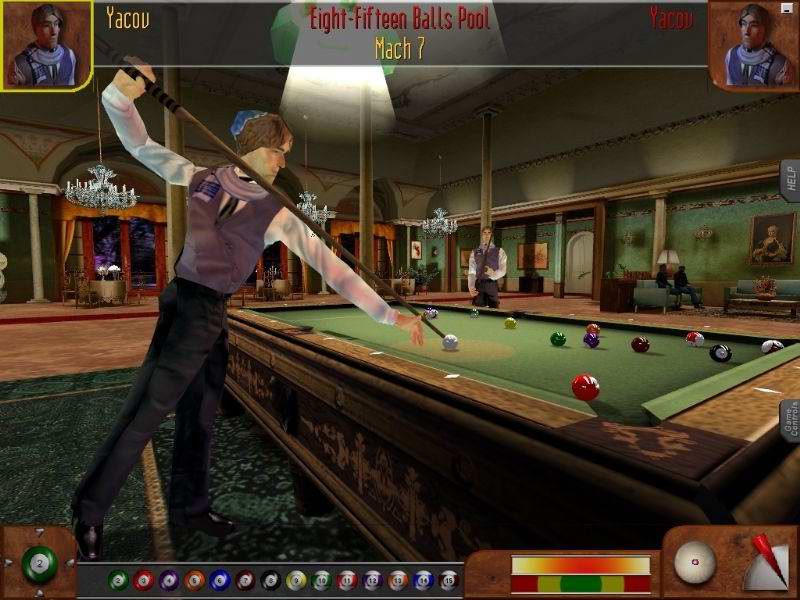 Yacov
Eight-Fifteen Balls Pool
Yacov
Mach 7
HELP
Game
Controls
2
2 3 4 5 6 7 8 9 10 11 12 13 14 15